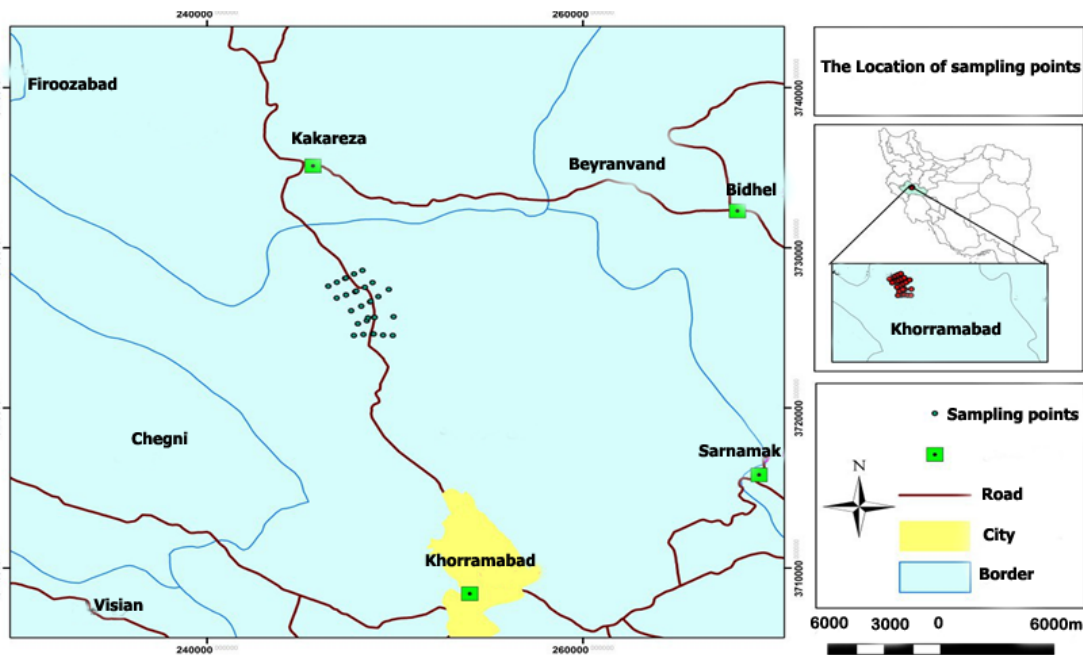 240000
260000
The Location of sampling points
Firoozabad
3740000
Kakareza
Beyranvand
Bidhel
3730000
Khorramabad
Sampling points
3720000
Chegni
Sarnamak
N
Road
City
Khorramabad
3710000
Border
Visian
6000 3000 0 6000m
240000
260000